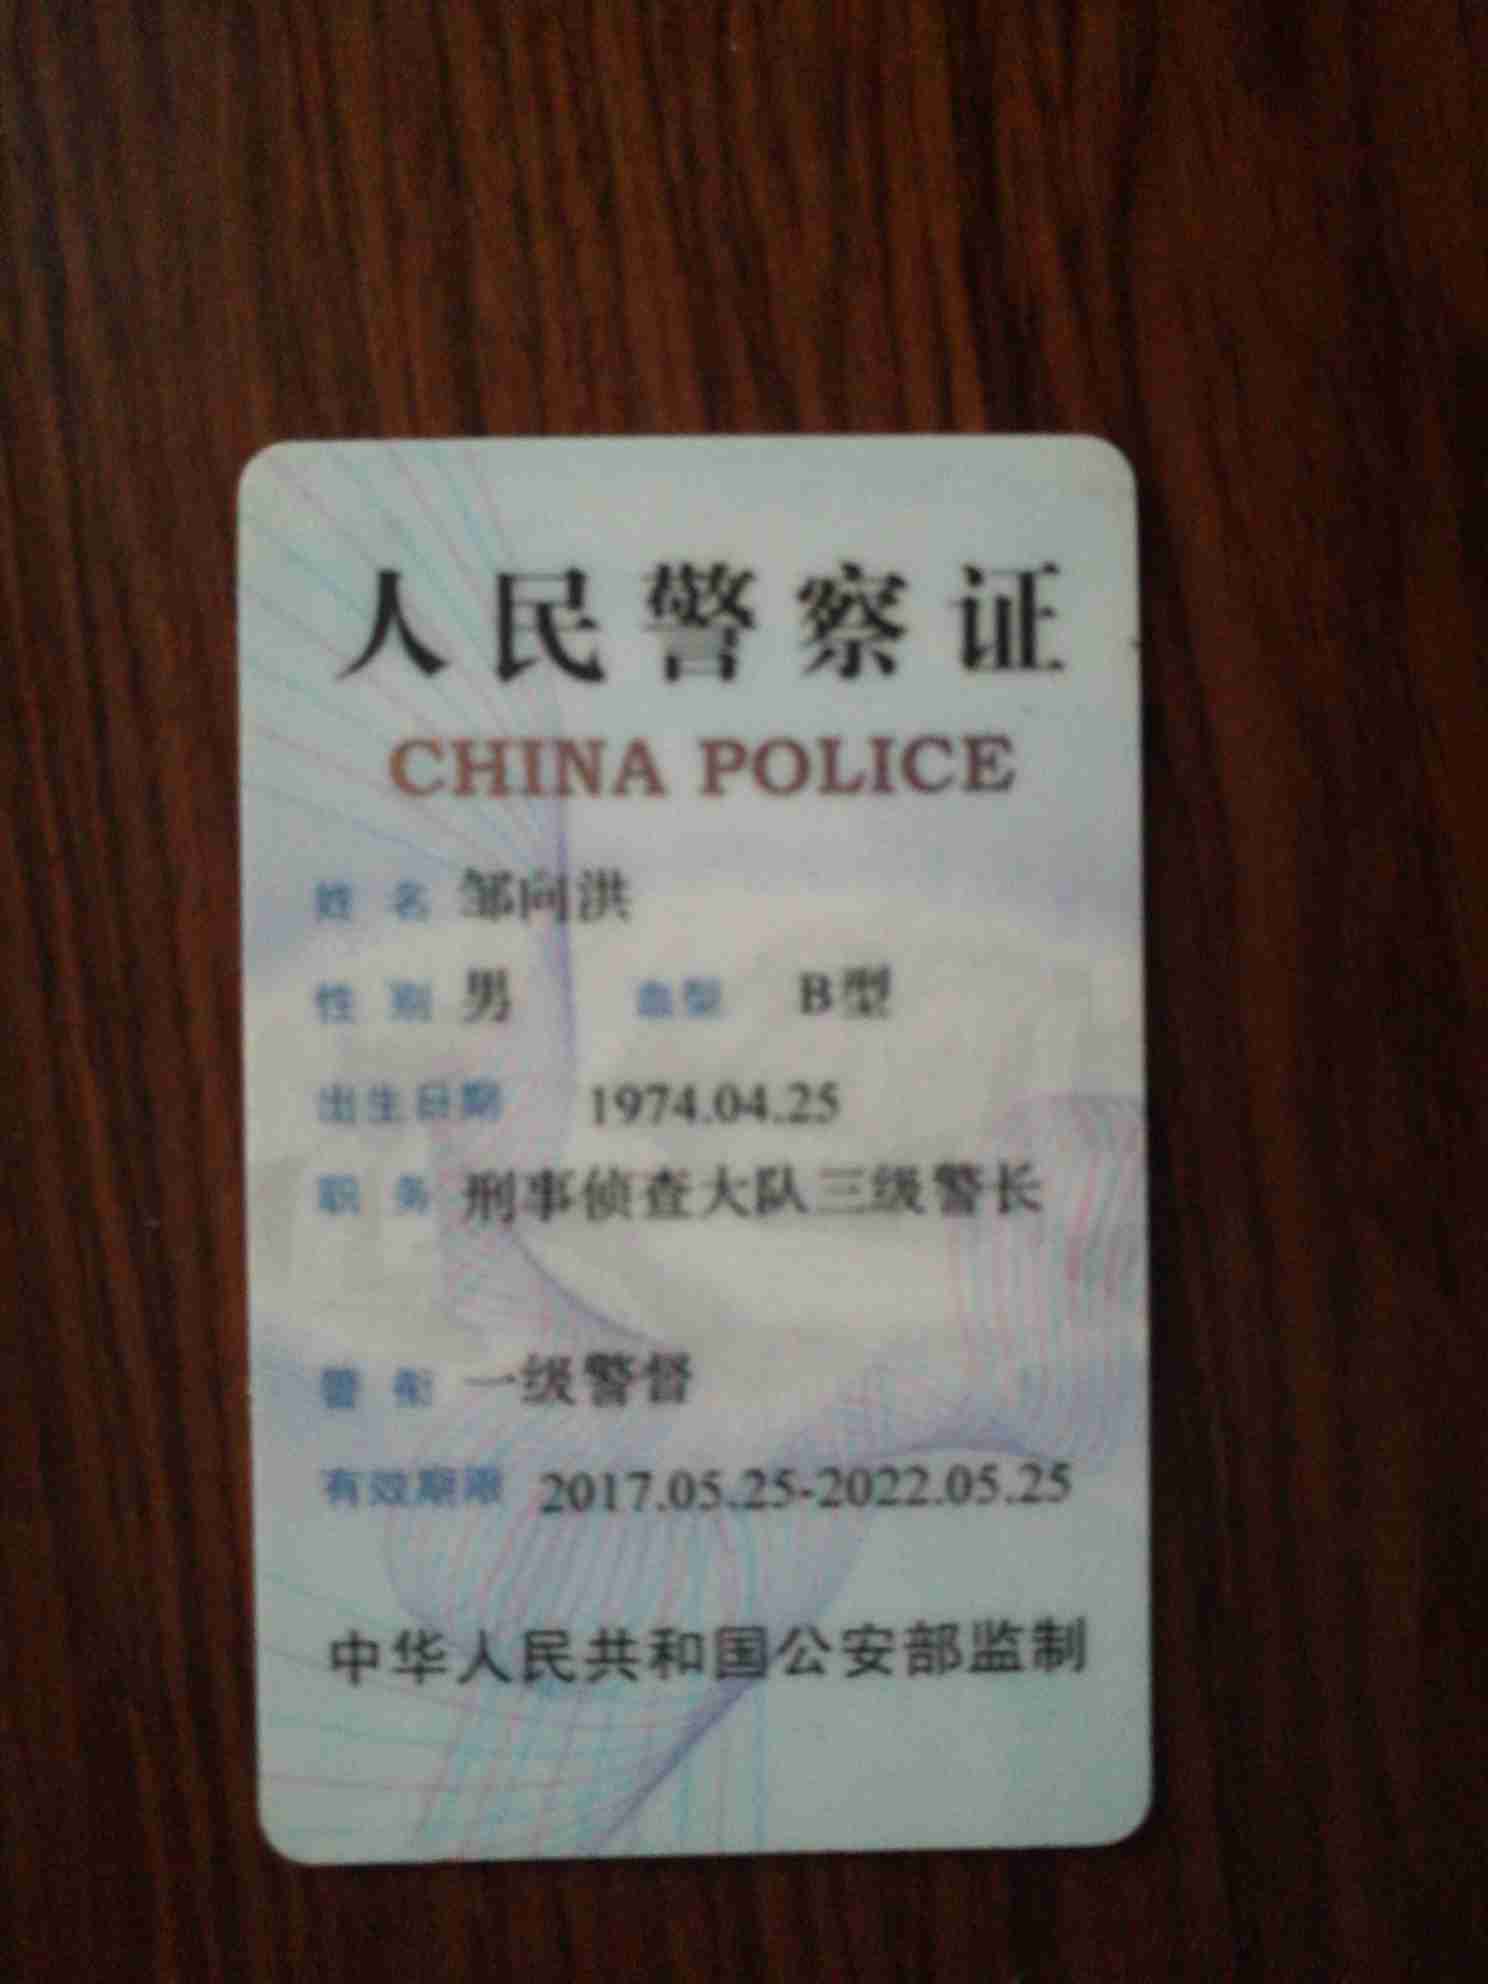 人民警察证
CHINA POLICE
姓名 邹向洪
性别 男 血型 B型
出生日期 1974.04.25
职务 刑事侦查大队三级警长
警衔 一级警督
有效期限 2017.05.25-2022.05.25
中华人民共和国公安部监制